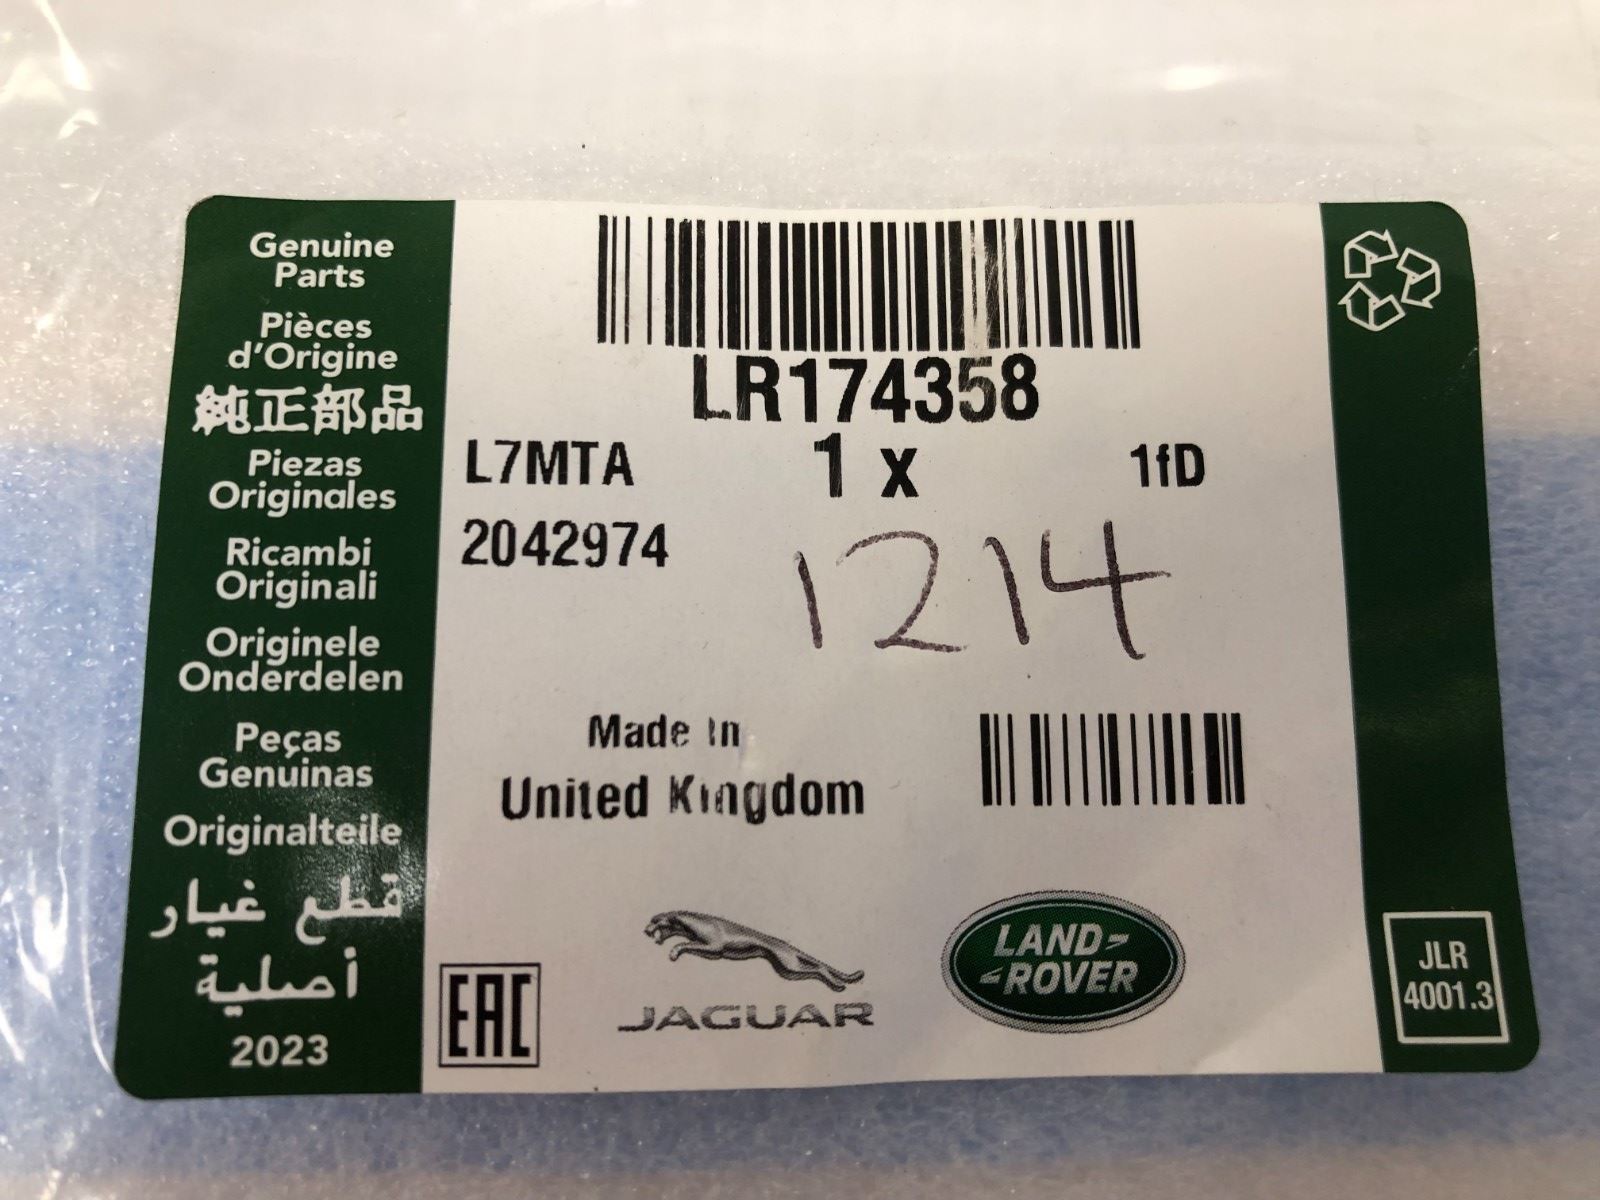 Genuine
Parts
Pièces
d'Origine
純正部品
Piezas
Originales
Ricambi
Originali
Originele
Onderdelen
Peças
Genuinas
Originalteile
قطع غيار
أصلية
2023
LR174358
L7MTA 1 x 1fD
2042974
1214
Made In
United Kingdom
EAC
JAGUAR
LAND
ROVER
JLR
4001.3